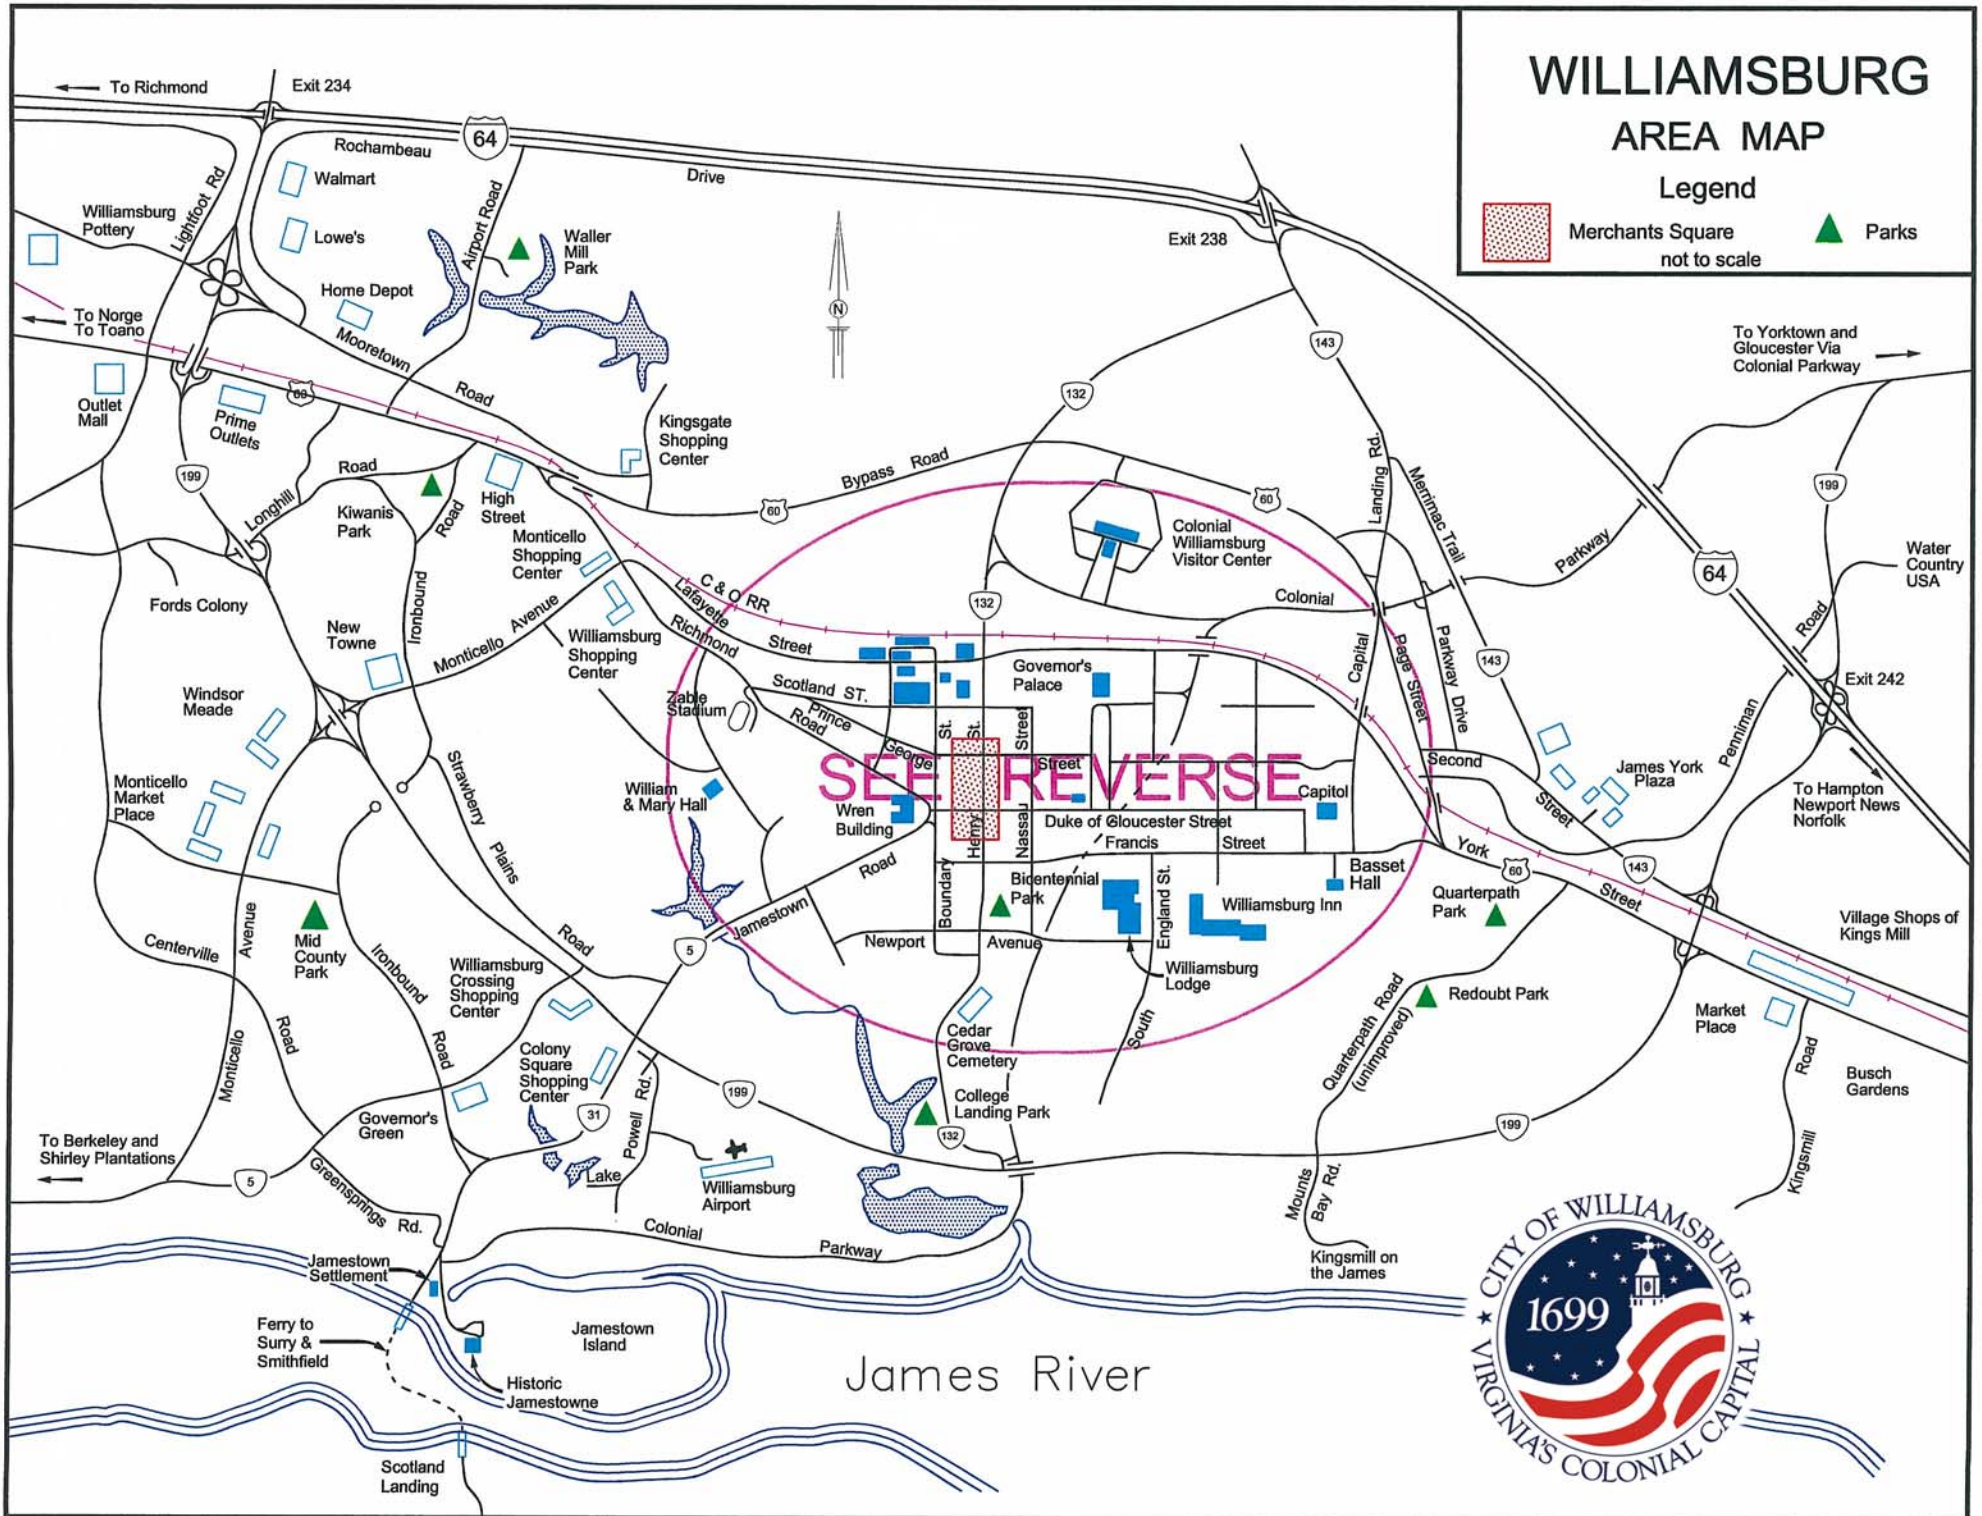 WILLIAMSBURG
AREA MAP
Legend
Merchants Square
not to scale
Parks
To Richmond
Exit 234
64
Rochambeau
Drive
Walmart
Lightfoot Rd
Williamsburg
Pottery
Lowe's
Airport Road
Waller
Mill
Park
Exit 238
Home Depot
To Norge
To Toano
N
Mooretown
Road
143
To Yorktown and
Gloucester Via
Colonial Parkway
60
132
Outlet
Mall
Prime
Outlets
Kingsgate
Shopping
Center
199
Road
Longhill
Kiwanis
Park
Road
High
Street
Bypass Road
60
60
Landing Rd.
Merrimac Trail
199
Monticello
Shopping
Center
Colonial
Williamsburg
Visitor Center
Parkway
64
Water
Country
USA
Fords Colony
Ironbound
C & O RR
Lafayette
Street
132
Colonial
New
Towne
Monticello Avenue
Williamsburg
Shopping
Center
Richmond
Road
Capital
Page Street
Parkway Drive
143
Road
Penniman
Exit 242
Windsor
Meade
Zable
Stadium
Scotland ST.
Prince
George
Street
Governor's
Palace
St.
St.
Street
SEE REVERSE
Second
Street
James York
Plaza
To Hampton
Newport News
Norfolk
Monticello
Market
Place
Strawberry
Plains
Road
William
& Mary Hall
Wren
Building
Henry
Nassau
Duke of Gloucester Street
Capitol
Francis
Street
York
Street
60
143
Basset
Hall
Boundary
Bicentennial
Park
England St.
Williamsburg Inn
Quarterpath
Park
Village Shops of
Kings Mill
Mid
County
Park
Centerville
Road
Avenue
Monticello
Ironbound
Road
Williamsburg
Crossing
Shopping
Center
5
Jamestown
Road
Newport
Avenue
Williamsburg
Lodge
South
Quarterpath Road
(unimproved)
Redoubt Park
Market
Place
Cedar
Grove
Cemetery
Colony
Square
Shopping
Center
Road
Kingsmill
Busch
Gardens
Governor's
Green
31
Powell Rd.
199
College
Landing Park
132
199
To Berkeley and
Shirley Plantations
5
Greensprings
Rd.
Lake
Williamsburg
Airport
Mounts
Bay Rd.
Colonial
Parkway
Kingsmill on
the James
Jamestown
Settlement
Ferry to
Surry &
Smithfield
Jamestown
Island
Historic
Jamestowne
James River
Scotland
Landing
CITY OF WILLIAMSBURG
1699
VIRGINIA'S COLONIAL CAPITAL